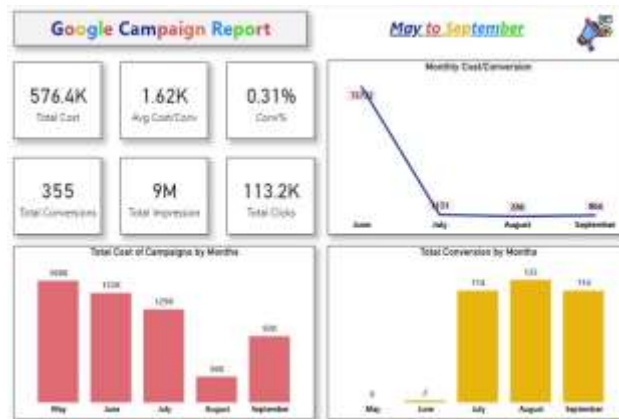 Google Campaign Report
May to September
576.4K
Total Cost
1.62K
Avg Cost/Conv
0.31%
Conv%
355
Total Conversions
9M
Total Impression
113.2K
Total Clicks
Monthly Cost/Conversion
June
July
August
September
Total Cost of Campaigns by Months
May
June
July
August
September
Total Conversion by Months
114
114
May
June
July
August
September